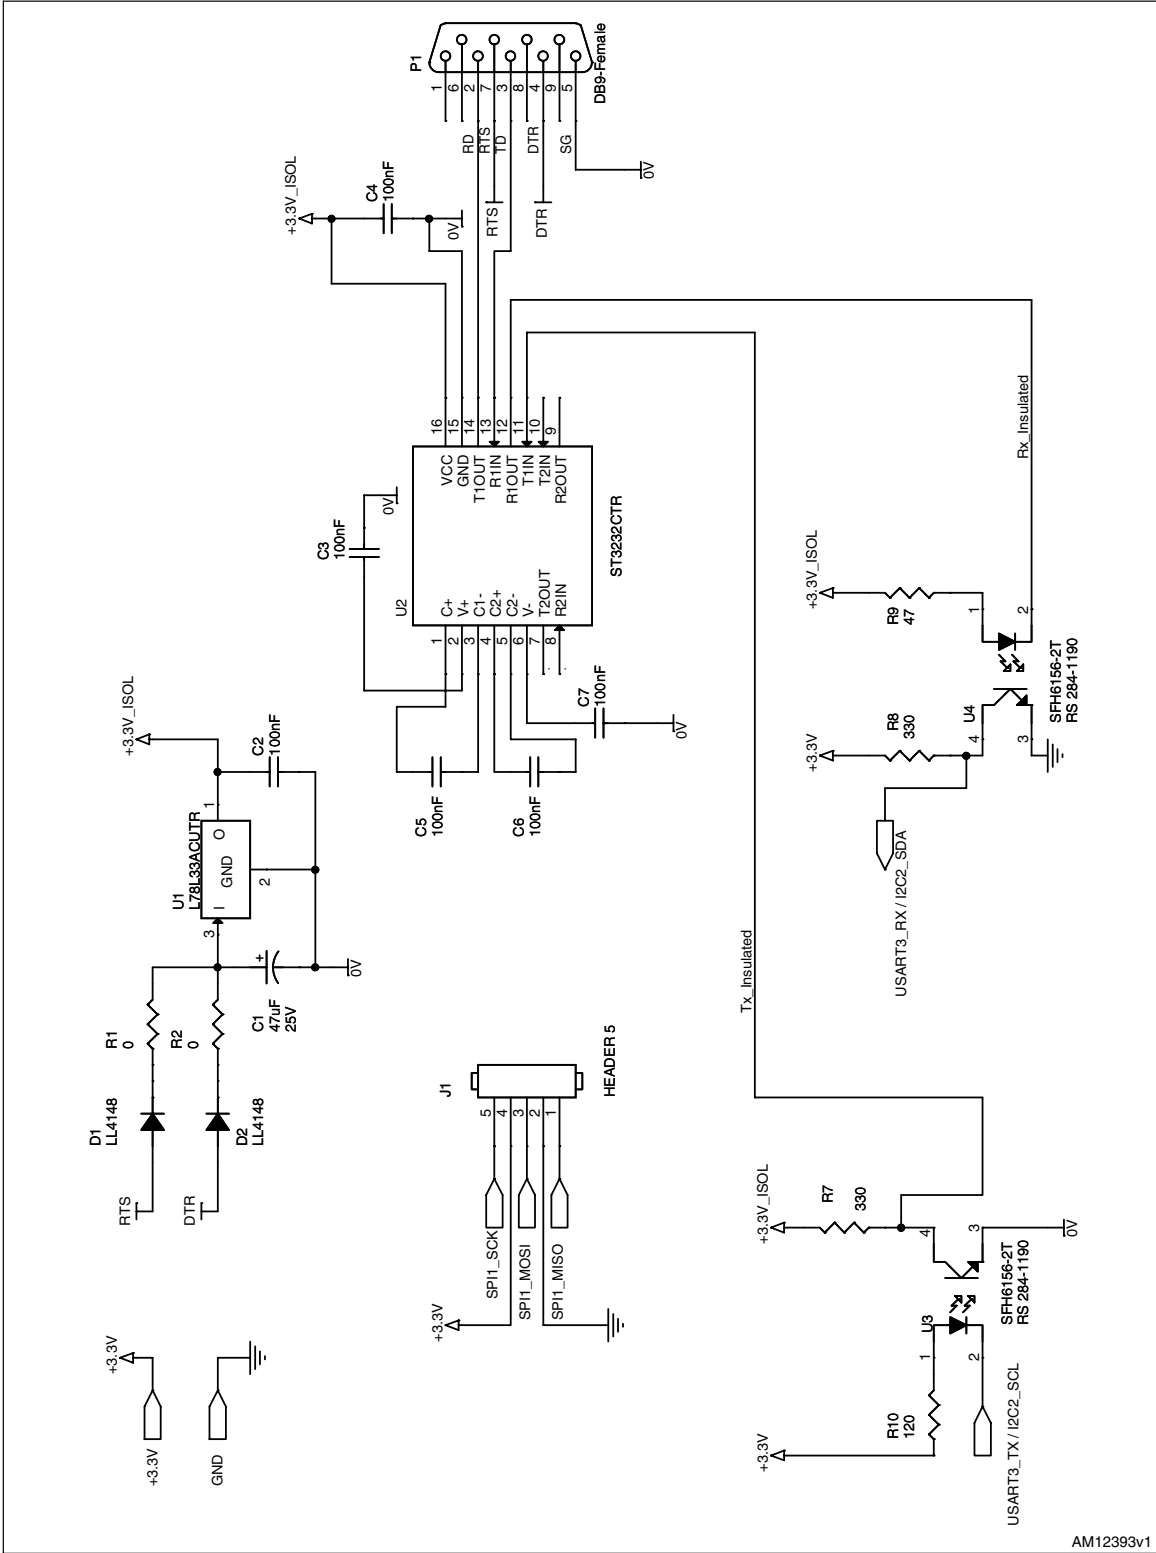 P1
DB9-Female
1
6
2
7
3
8
4
9
5
RD
RTS
TD
DTR
SG
0V
RTS
DTR
+3.3V_ISOL
C4
100nF
0V
16
15
14
13
12
11
10
9
VCC
GND
T1OUT
R1IN
R1OUT
T1IN
T2IN
R2OUT
U2
ST3232CTR
C+
V+
C1-
C2+
C2-
V-
T2OUT
R2IN
1
2
3
4
5
6
7
8
C3
100nF
0V
C5
100nF
C6
100nF
C7
100nF
0V
+3.3V_ISOL
C2
100nF
U1
L78L33ACUTR
I
GND
O
1
2
3
0V
C1
47uF
25V
+
R1
0
R2
0
D1
LL4148
D2
LL4148
RTS
DTR
+3.3V
+3.3V
GND
J1
HEADER 5
5
4
3
2
1
SPI1_SCK
SPI1_MOSI
SPI1_MISO
+3.3V
Rx_Insulated
Tx_Insulated
+3.3V_ISOL
R9
47
1
2
SFH6156-2T
RS 284-1190
U4
4
3
R8
330
+3.3V
USART3_RX / I2C2_SDA
+3.3V_ISOL
R7
330
4
3
0V
SFH6156-2T
RS 284-1190
U3
1
2
R10
120
+3.3V
USART3_TX / I2C2_SCL
AM12393v1